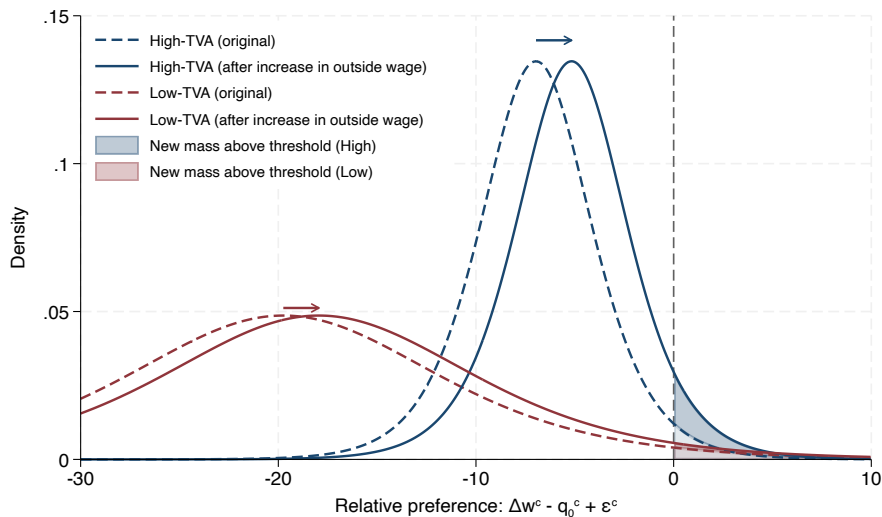 .15
.1
.05
0
Density
High-TVA (original)
High-TVA (after increase in outside wage)
Low-TVA (original)
Low-TVA (after increase in outside wage)
New mass above threshold (High)
New mass above threshold (Low)
-30
-20
-10
0
10
Relative preference: Δwᶜ - q₀ᶜ + εᶜ